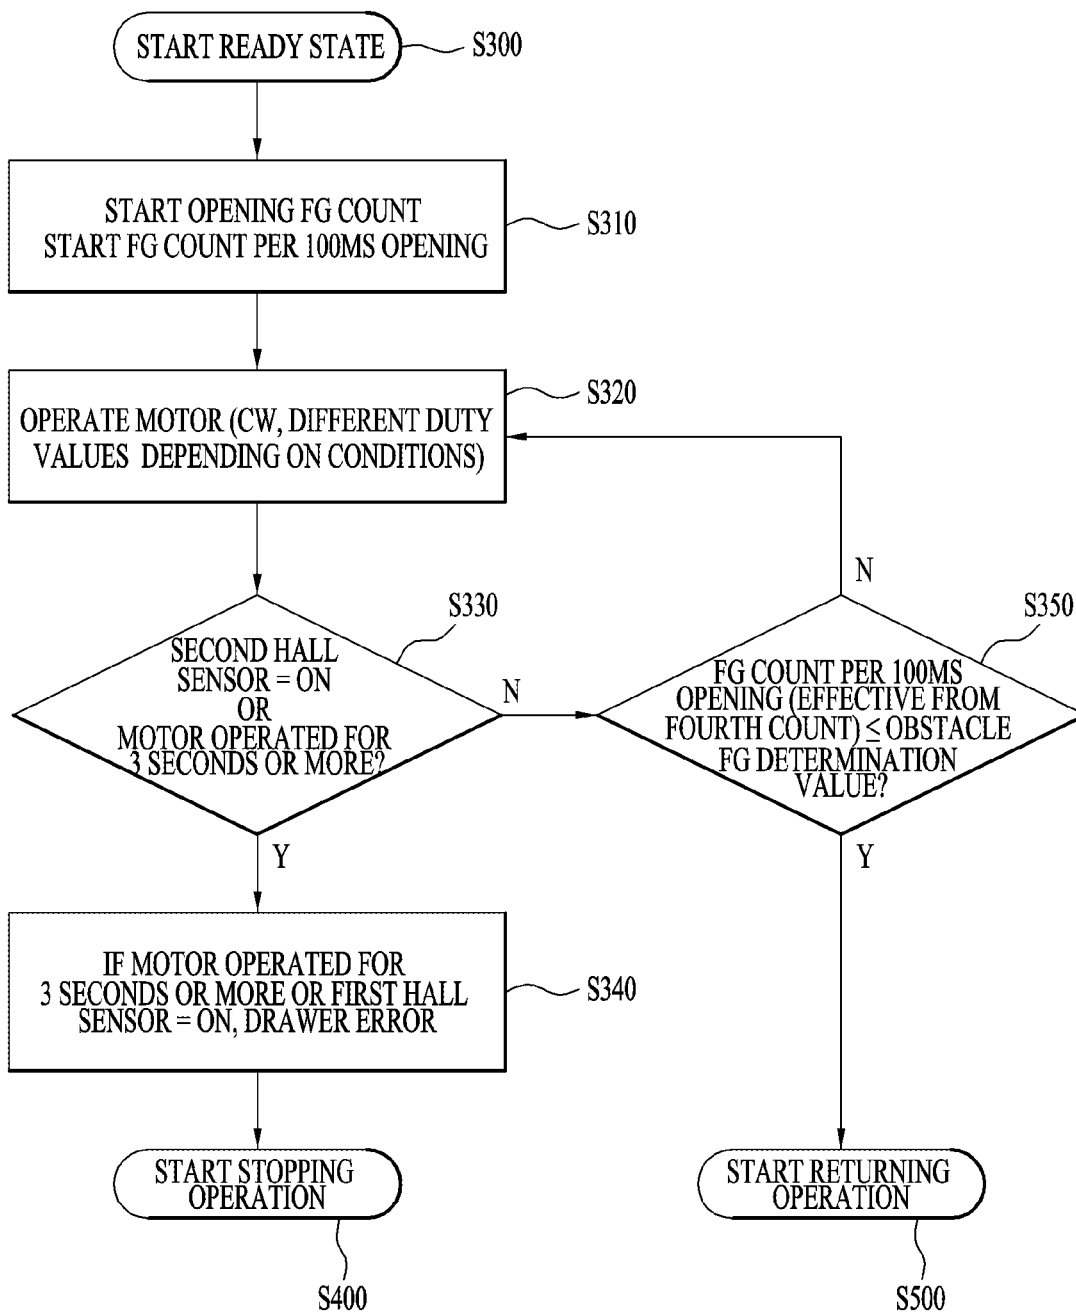 START READY STATE
S300
START OPENING FG COUNT
START FG COUNT PER 100MS OPENING
S310
OPERATE MOTOR (CW, DIFFERENT DUTY
VALUES DEPENDING ON CONDITIONS)
S320
SECOND HALL
SENSOR = ON
OR
MOTOR OPERATED FOR
3 SECONDS OR MORE?
S330
N
Y
FG COUNT PER 100MS
OPENING (EFFECTIVE FROM
FOURTH COUNT) ≤ OBSTACLE
FG DETERMINATION
VALUE?
S350
N
Y
IF MOTOR OPERATED FOR
3 SECONDS OR MORE OR FIRST HALL
SENSOR = ON, DRAWER ERROR
S340
START STOPPING
OPERATION
S400
START RETURNING
OPERATION
S500